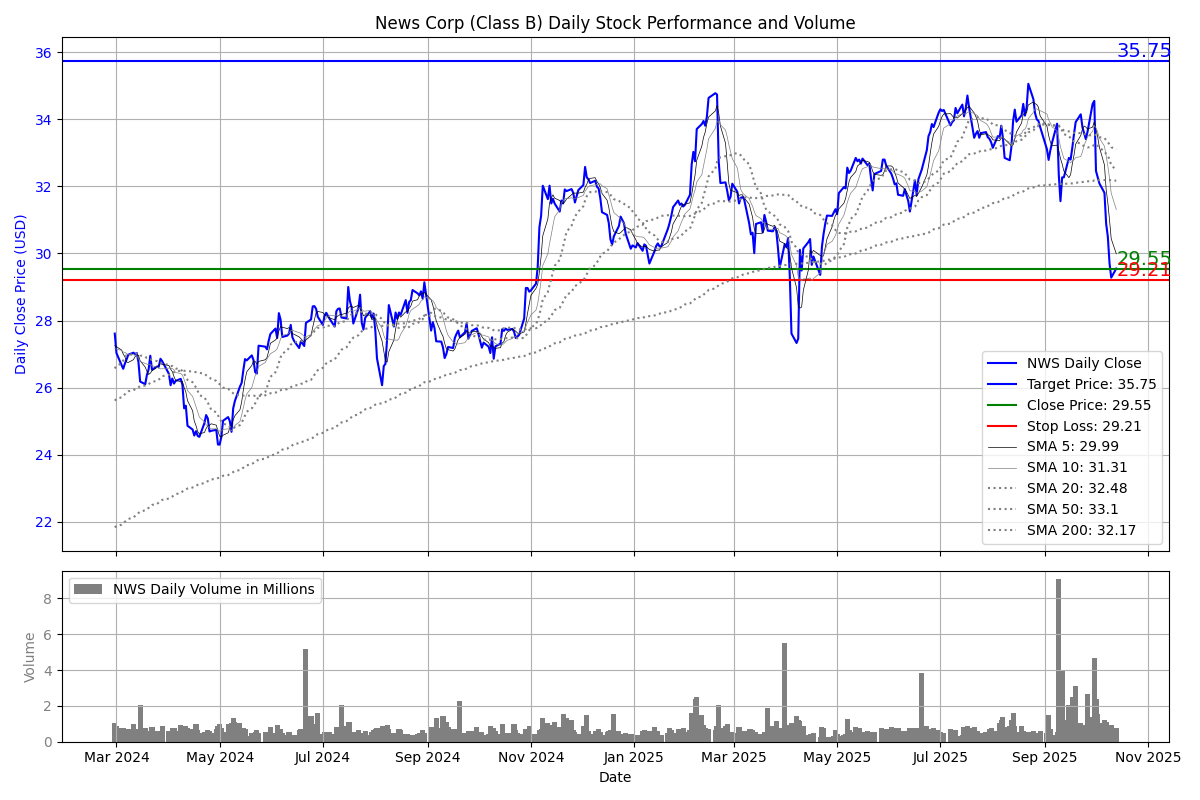 News Corp (Class B) Daily Stock Performance and Volume
Daily Close Price (USD)
36
34
32
30
28
26
24
22
35.75
29.55
29.21
NWS Daily Close
Target Price: 35.75
Close Price: 29.55
Stop Loss: 29.21
SMA 5: 29.99
SMA 10: 31.31
SMA 20: 32.48
SMA 50: 33.1
SMA 200: 32.17
NWS Daily Volume in Millions
Volume
8
6
4
2
0
Mar 2024 May 2024 Jul 2024 Sep 2024 Nov 2024 Jan 2025 Mar 2025 May 2025 Jul 2025 Sep 2025 Nov 2025
Date